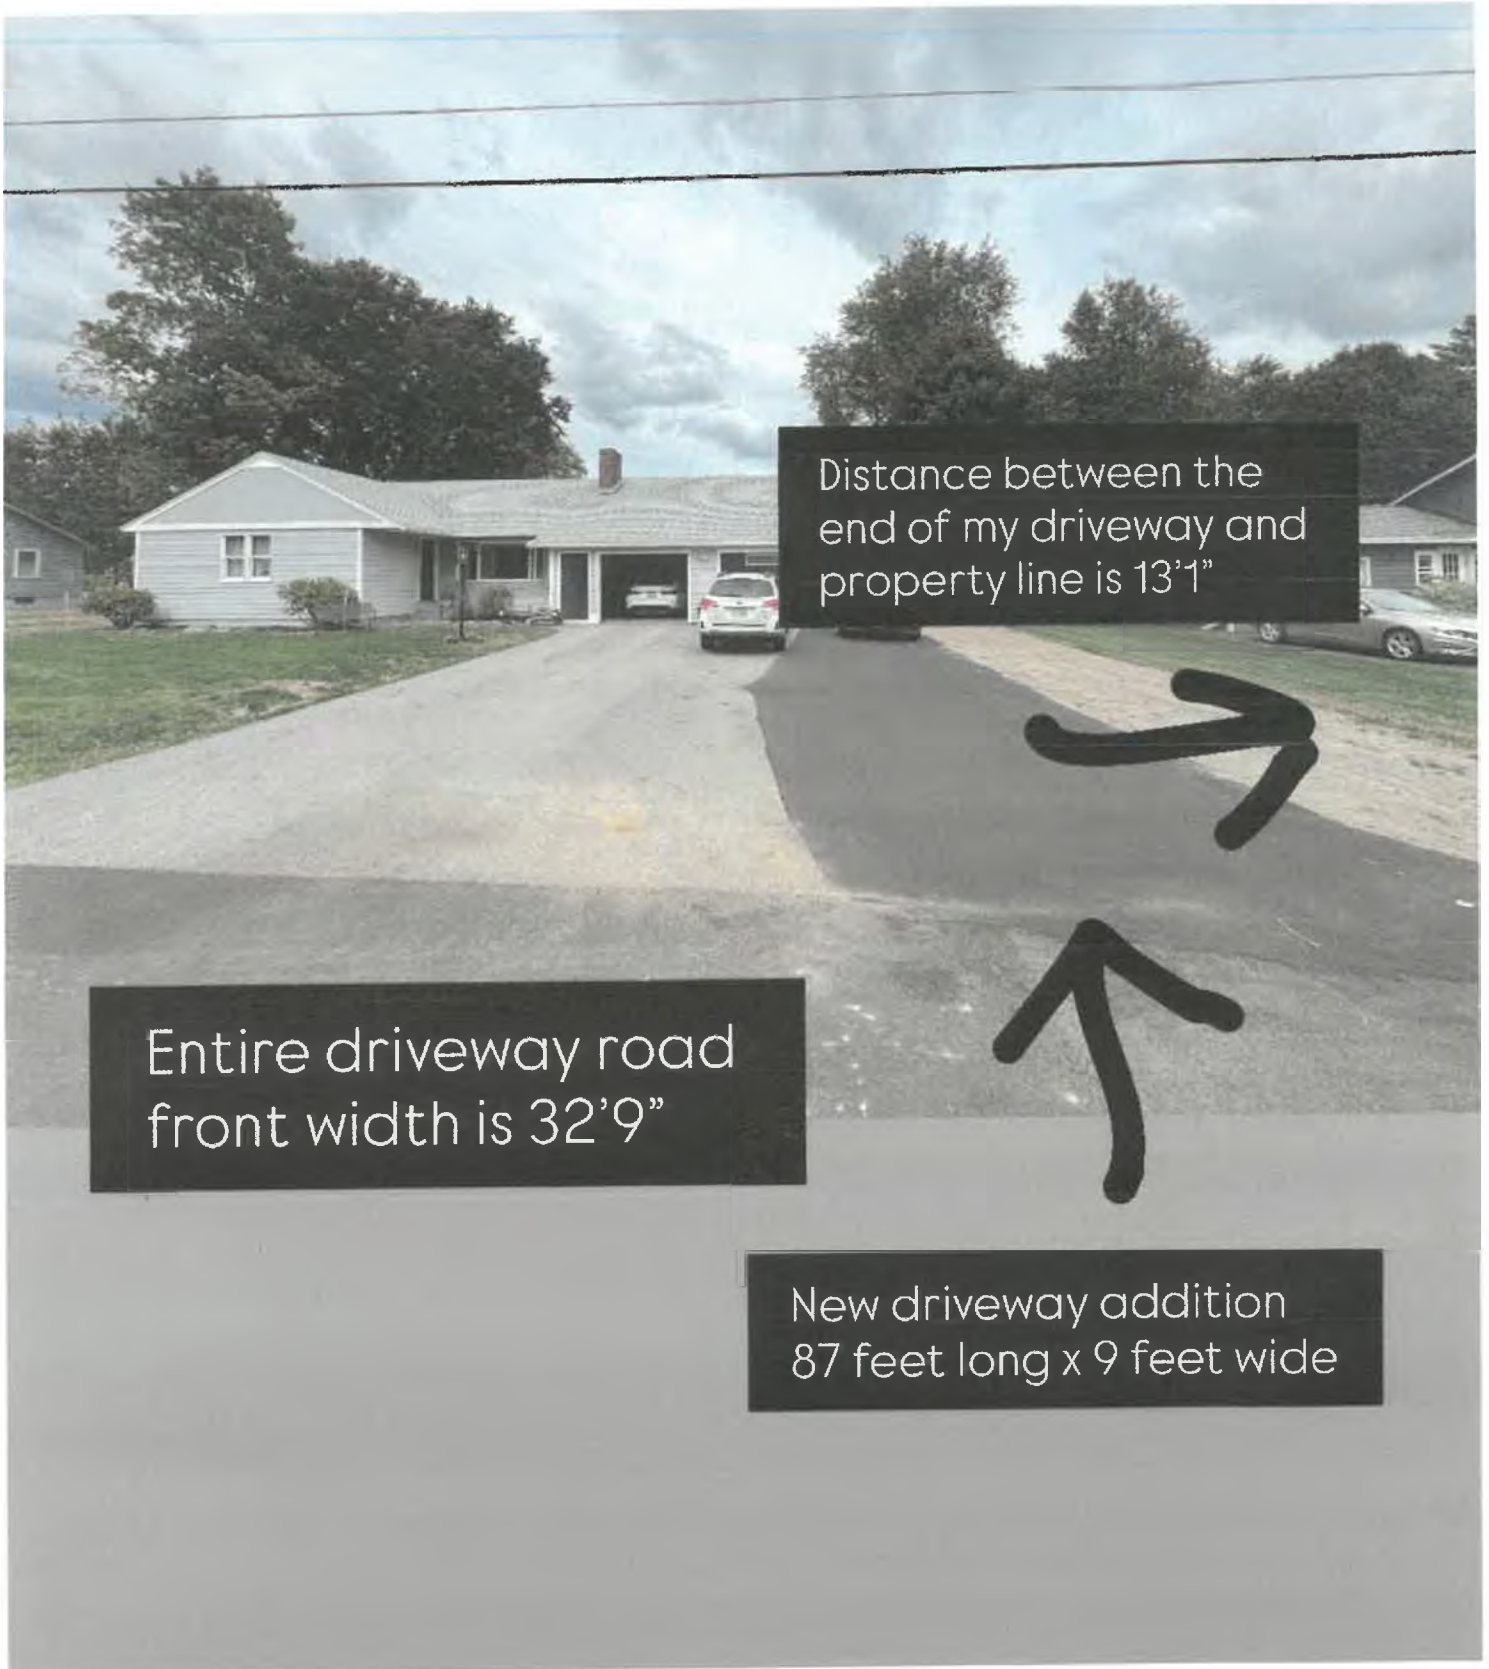 Distance between the
end of my driveway and
property line is 13'1"
Entire driveway road
front width is 32'9"
New driveway addition
87 feet long x 9 feet wide